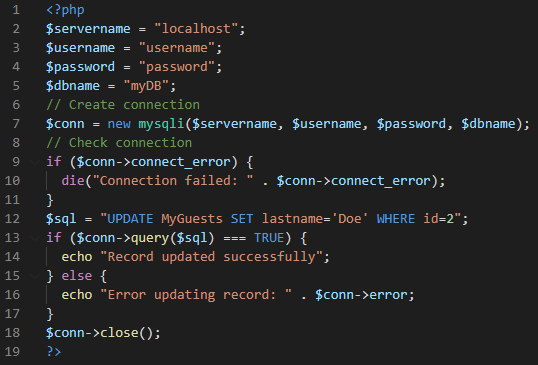 1 <?php
2 $servername = "localhost";
3 $username = "username";
4 $password = "password";
5 $dbname = "myDB";
6 // Create connection
7 $conn = new mysqli($servername, $username, $password, $dbname);
8 // Check connection
9 if ($conn->connect_error) {
10   die("Connection failed: " . $conn->connect_error);
11 }
12 $sql = "UPDATE MyGuests SET lastname='Doe' WHERE id=2";
13 if ($conn->query($sql) === TRUE) {
14   echo "Record updated successfully";
15 } else {
16   echo "Error updating record: " . $conn->error;
17 }
18 $conn->close();
19 ?>